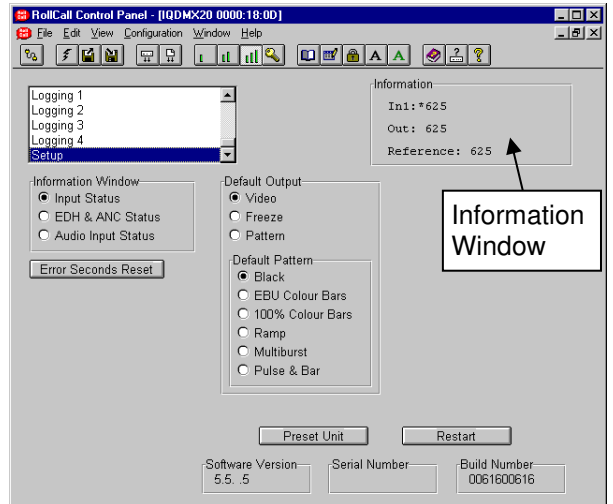 RollCall Control Panel - [IQDMX20 0000:18:0D]
File Edit View Configuration Window Help
A A
Logging 1
Logging 2
Logging 3
Logging 4
Setup
Information
In1:*625
Out: 625
Reference: 625
Information Window
Information Window
Input Status
EDH & ANC Status
Audio Input Status
Error Seconds Reset
Default Output
Video
Freeze
Pattern
Default Pattern
Black
EBU Colour Bars
100% Colour Bars
Ramp
Multiburst
Pulse & Bar
Preset Unit
Restart
Software Version
5.5. .5
Serial Number
Build Number
0061600616